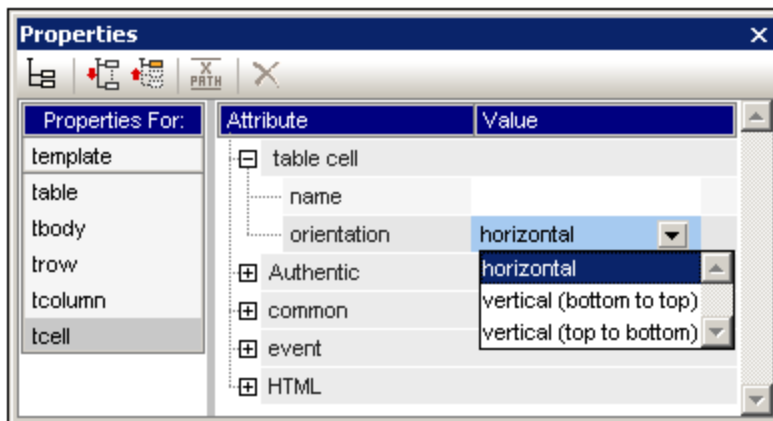 Properties
X
PATH
Properties For:
Attribute
Value
template
table
tbody
trow
tcolumn
tcell
table cell
name
orientation
horizontal
horizontal
vertical (bottom to top)
vertical (top to bottom)
Authentic
common
event
HTML